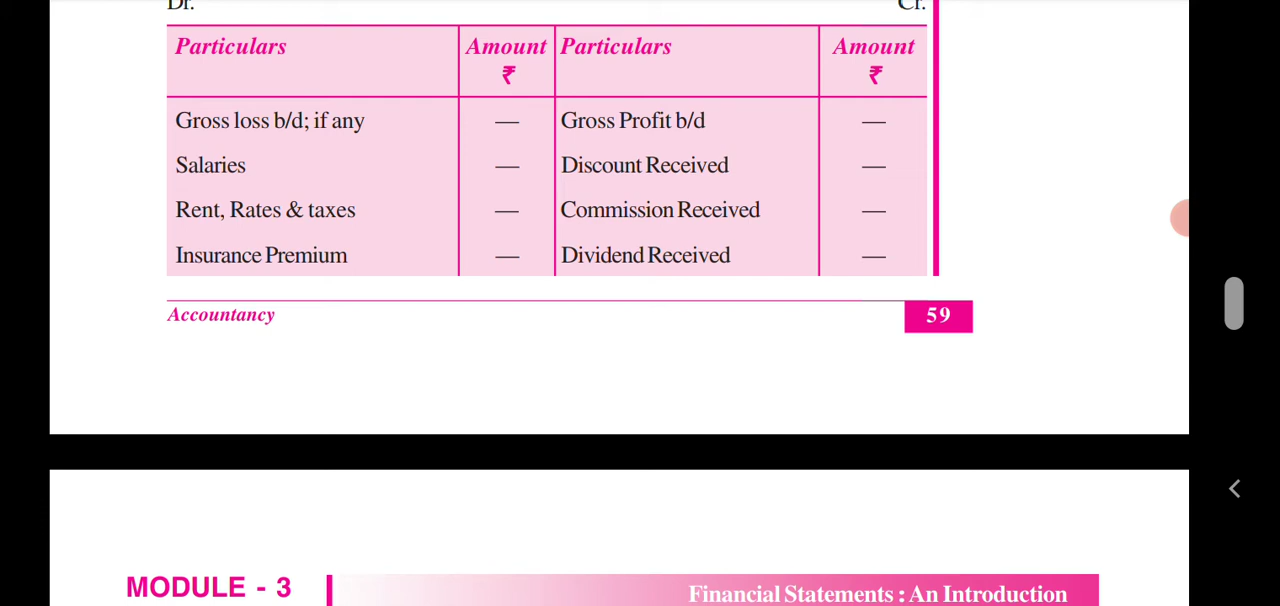 Dr. Cr.
Particulars Amount Particulars Amount
₹ ₹
Gross loss b/d; if any — Gross Profit b/d —
Salaries — Discount Received —
Rent, Rates & taxes — Commission Received —
Insurance Premium — Dividend Received —
Accountancy 59
MODULE - 3 Financial Statements : An Introduction